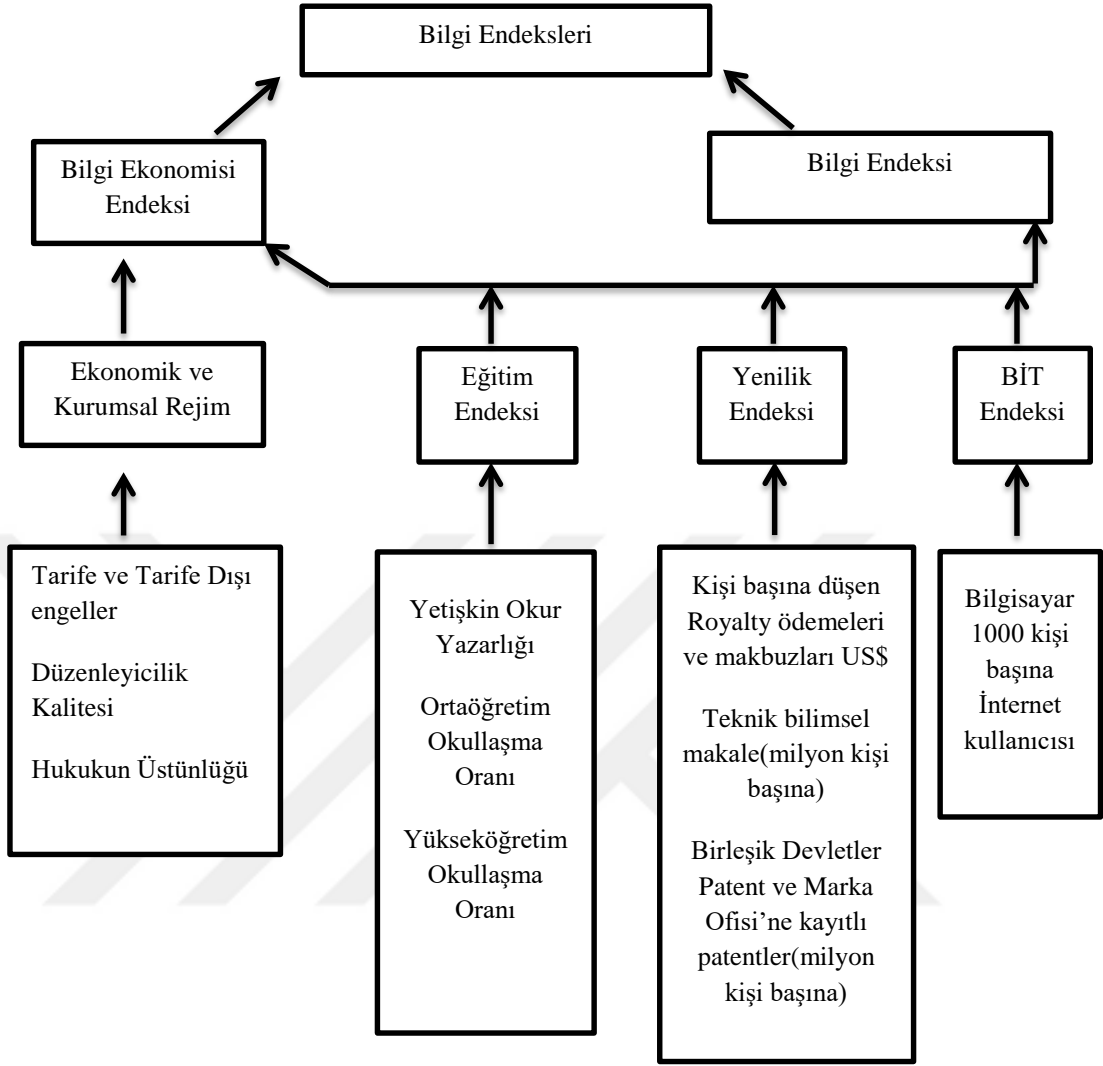 Bilgi Endeksleri
Bilgi Ekonomisi
Endeksi
Bilgi Endeksi
Ekonomik ve
Kurumsal Rejim
Eğitim
Endeksi
Yenilik
Endeksi
BİT
Endeksi
Tarife ve Tarife Dışı
engeller
Düzenleyicilik
Kalitesi
Hukukun Üstünlüğü
Yetişkin Okur
Yazarlığı
Ortaöğretim
Okullaşma
Oranı
Yükseköğretim
Okullaşma
Oranı
Kişi başına düşen
Royalty ödemeleri
ve makbuzları US$
Teknik bilimsel
makale(milyon kişi
başına)
Birleşik Devletler
Patent ve Marka
Ofisi’ne kayıtlı
patentler(milyon
kişi başına)
Bilgisayar
1000 kişi
başına
İnternet
kullanıcısı